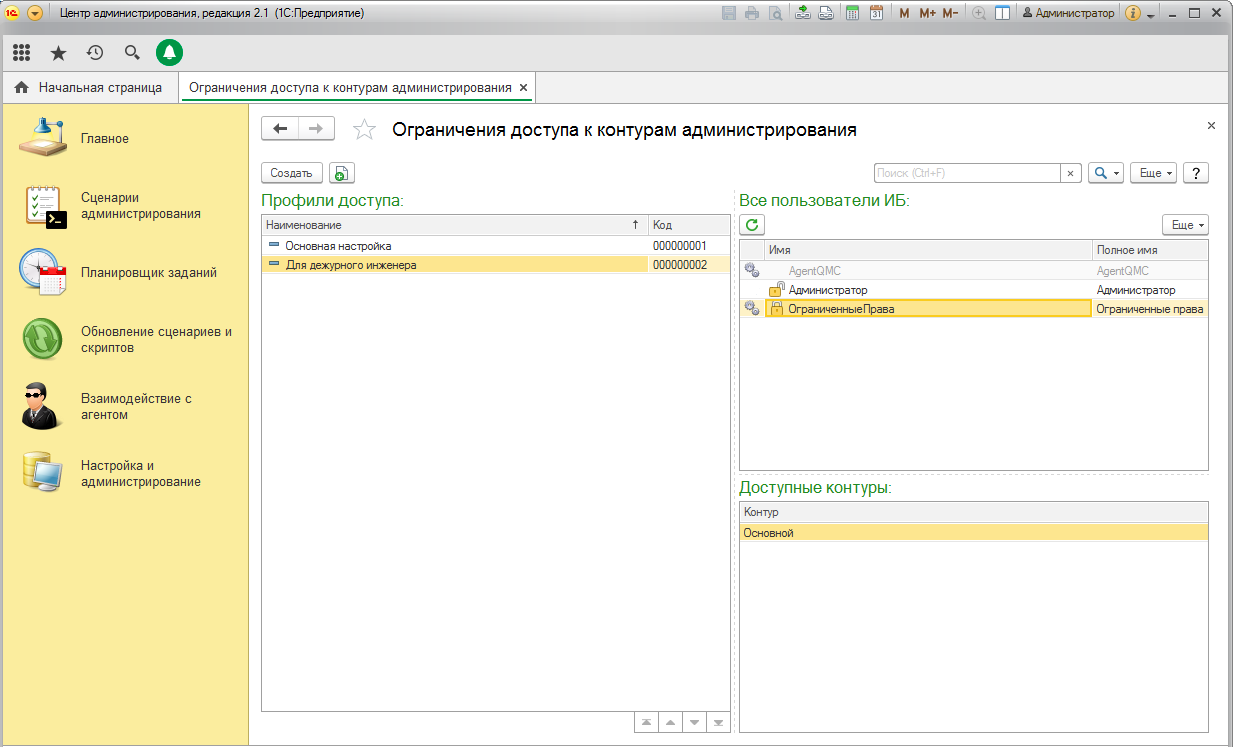 Центр администрирования, редакция 2.1 (1С:Предприятие)
M M+ M- Администратор
Начальная страница
Ограничения доступа к контурам администрирования
Главное
Сценарии
администрирования
Планировщик заданий
Обновление сценариев и
скриптов
Взаимодействие с
агентом
Настройка и
администрирование
Ограничения доступа к контурам администрирования
Создать
Поиск (Ctrl+F)
Еще
?
Профили доступа:
Наименование Код
Основная настройка 000000001
Для дежурного инженера 000000002
Все пользователи ИБ:
Еще
Имя Полное имя
AgentQMC AgentQMC
Администратор Администратор
ОграниченныеПрава Ограниченные права
Доступные контуры:
Контур
Основной